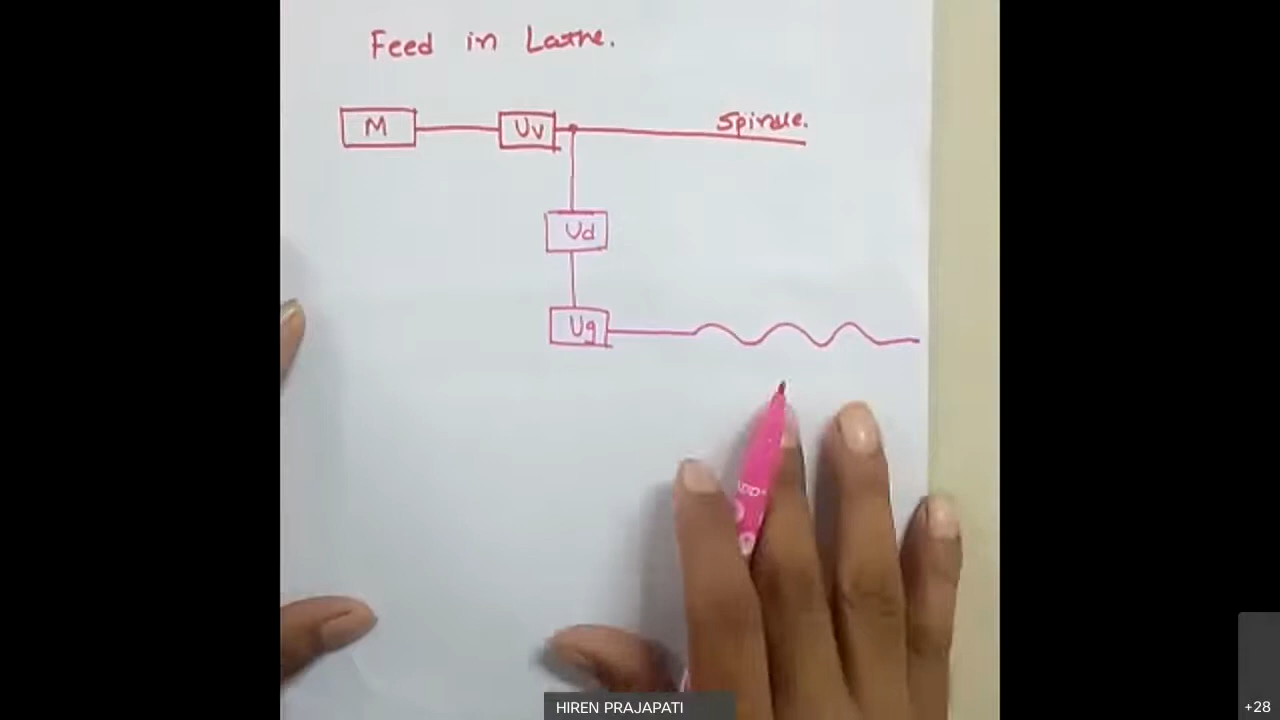 Feed in Lathe.
M
Uv
Spindle.
Ud
Ug
HIREN PRAJAPATI
+28